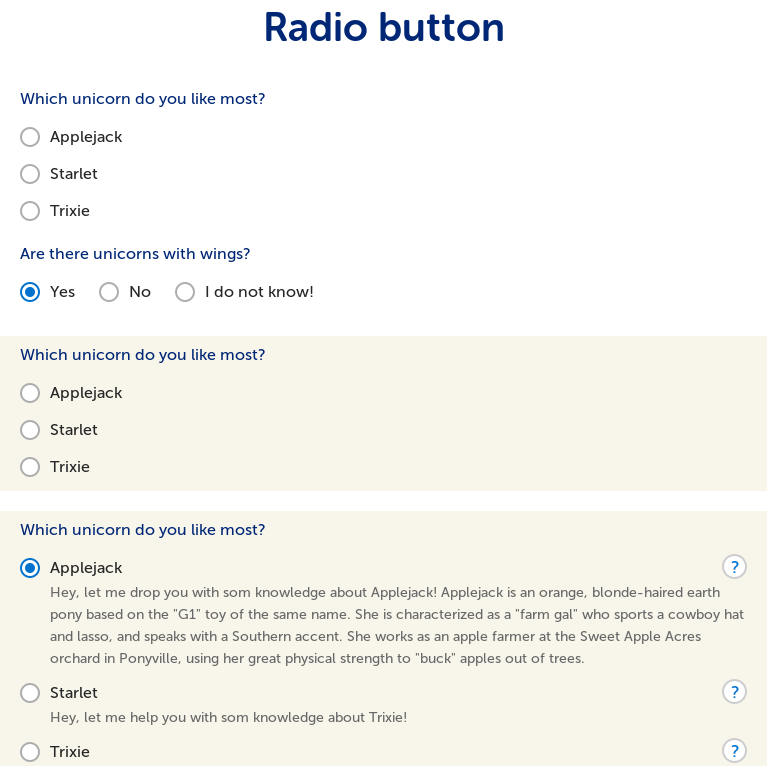 Radio button
Which unicorn do you like most?
Applejack
Starlet
Trixie
Are there unicorns with wings?
Yes No I do not know!
Which unicorn do you like most?
Applejack
Starlet
Trixie
Which unicorn do you like most?
Applejack ?
Hey, let me drop you with som knowledge about Applejack! Applejack is an orange, blonde-haired earth
pony based on the "G1" toy of the same name. She is characterized as a "farm gal" who sports a cowboy hat
and lasso, and speaks with a Southern accent. She works as an apple farmer at the Sweet Apple Acres
orchard in Ponyville, using her great physical strength to "buck" apples out of trees.
Starlet ?
Hey, let me help you with som knowledge about Trixie!
Trixie ?